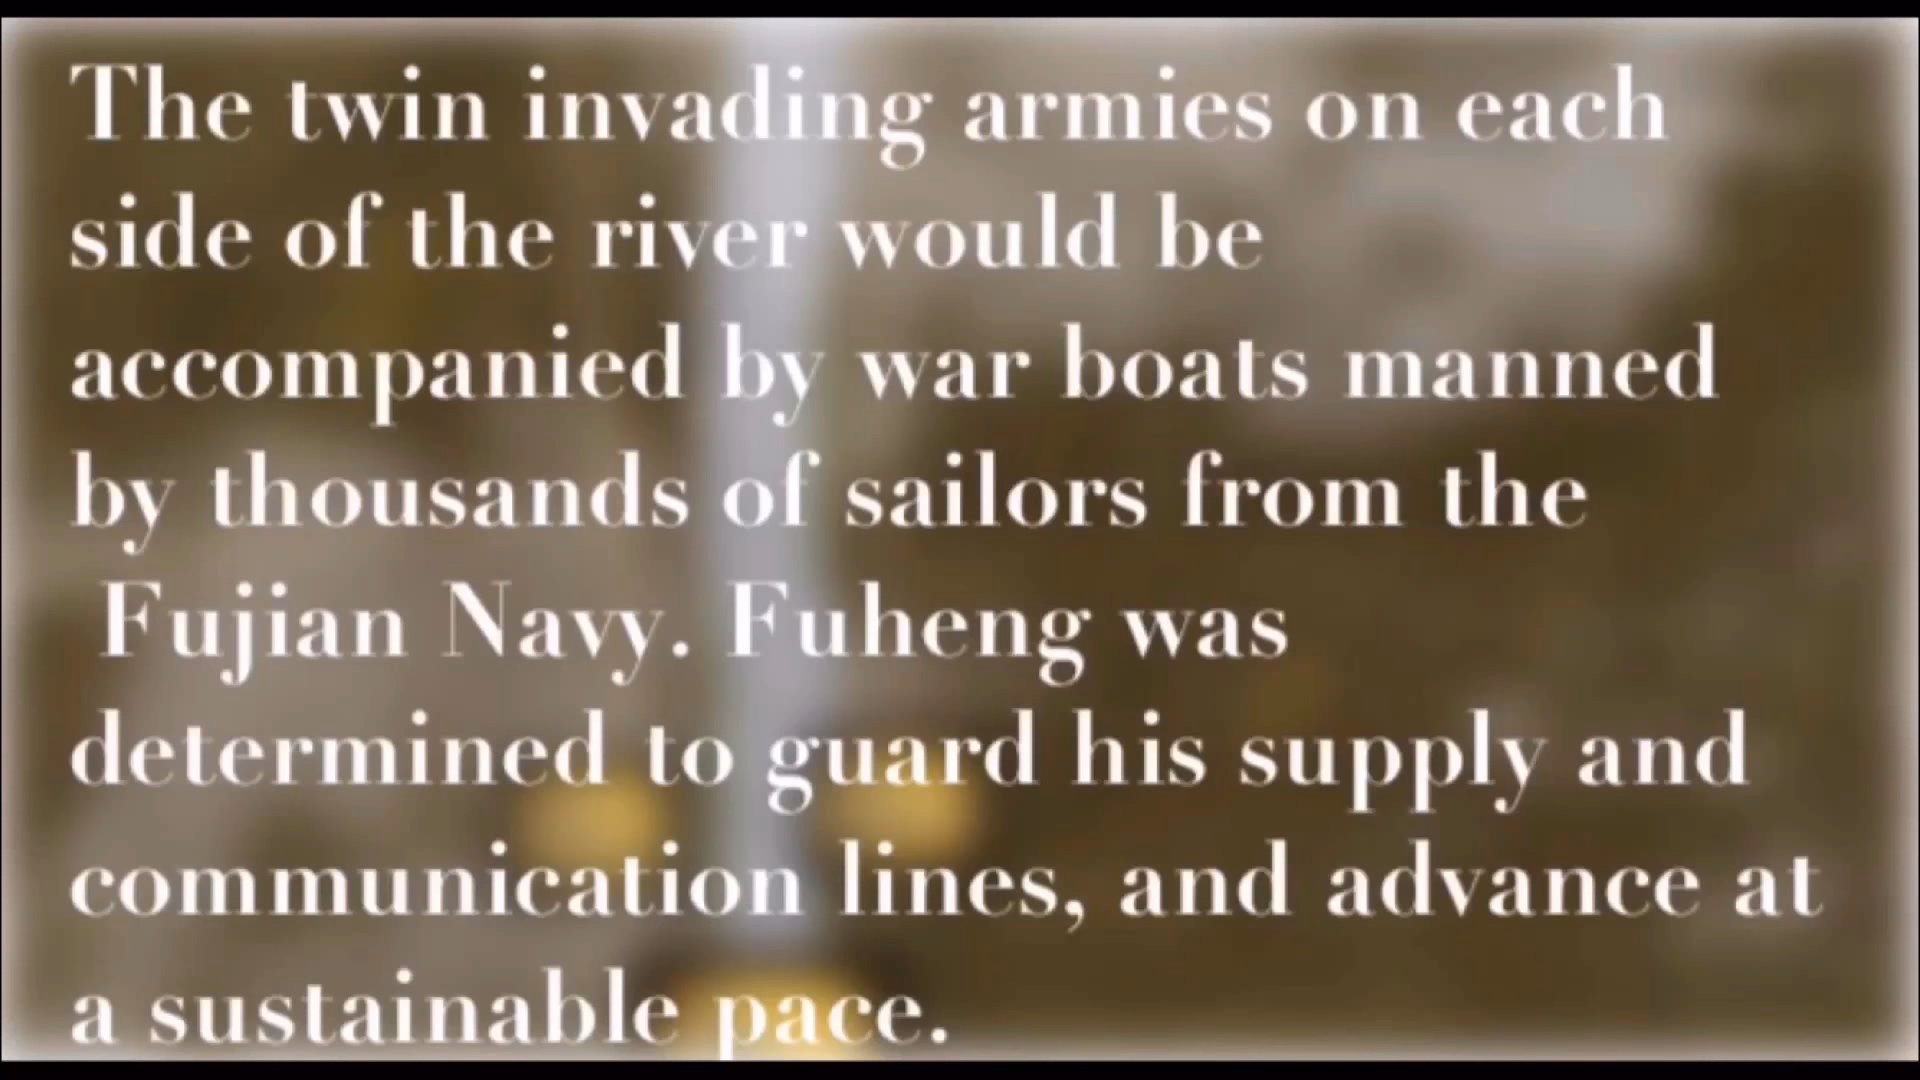 The twin invading armies on each
side of the river would be
accompanied by war boats manned
by thousands of sailors from the
Fujian Navy. Fuheng was
determined to guard his supply and
communication lines, and advance at
a sustainable pace.